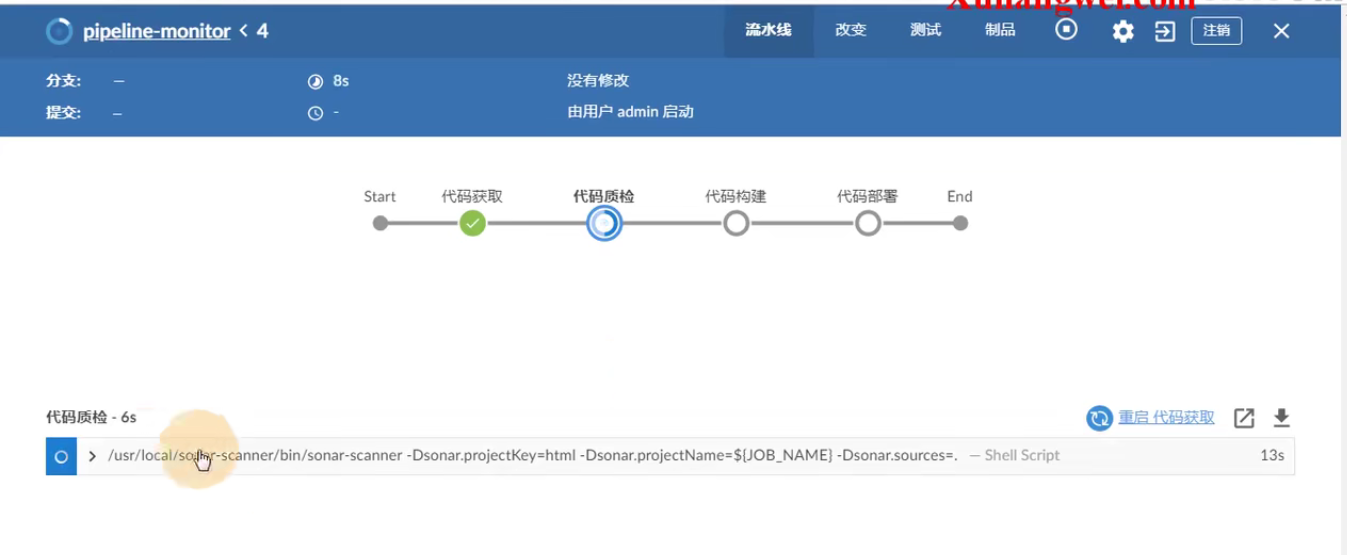 pipeline-monitor < 4
流水线
改变
测试
制品
注销
分支: —
8s
没有修改
提交: —
-
由用户 admin 启动
Start
代码获取
代码质检
代码构建
代码部署
End
代码质检 - 6s
重启 代码获取
/usr/local/sonar-scanner/bin/sonar-scanner -Dsonar.projectKey=html -Dsonar.projectName=${JOB_NAME} -Dsonar.sources=. — Shell Script
13s